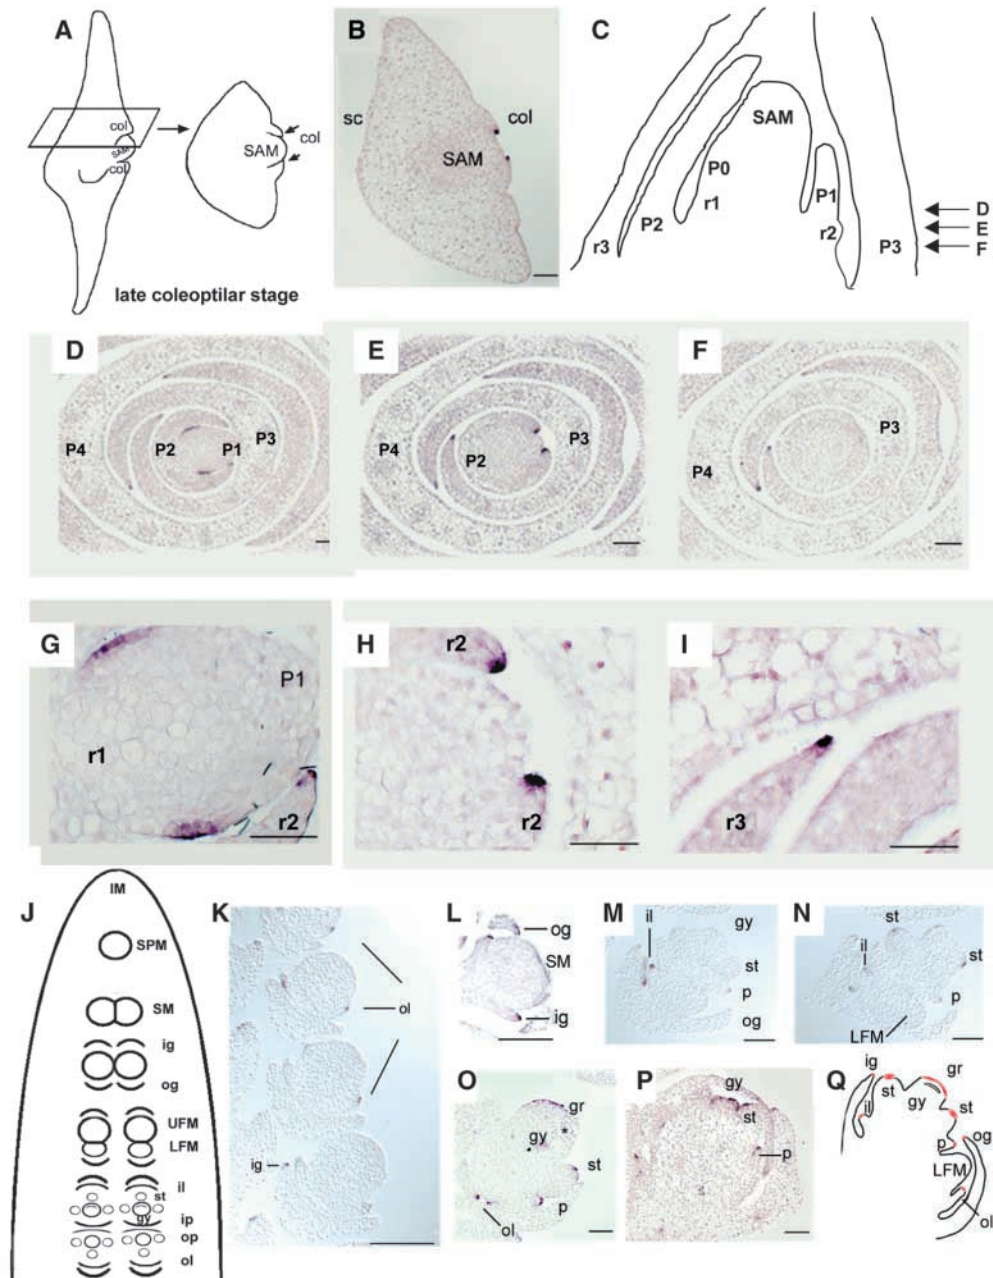 A
col
SAM
col
SAM
col
late coleoptilar stage
B
sc
col
SAM
C
SAM
P0
r1
P1
P2
r2
r3
P3
D
E
F
D
P4
P2
P1
P3
E
P4
P2
P3
F
P4
P3
G
P1
r1
r2
H
r2
r2
I
r3
J
IM
SPM
SM
ig
og
UFM
LFM
il
st
gy
ip
op
ol
K
ol
ig
L
og
SM
ig
M
il
gy
st
p
og
N
st
il
st
p
LFM
O
gr
*
gy
st
p
ol
P
gy
st
p
Q
ig
st
gr
gy
il
st
p
og
LFM
ol